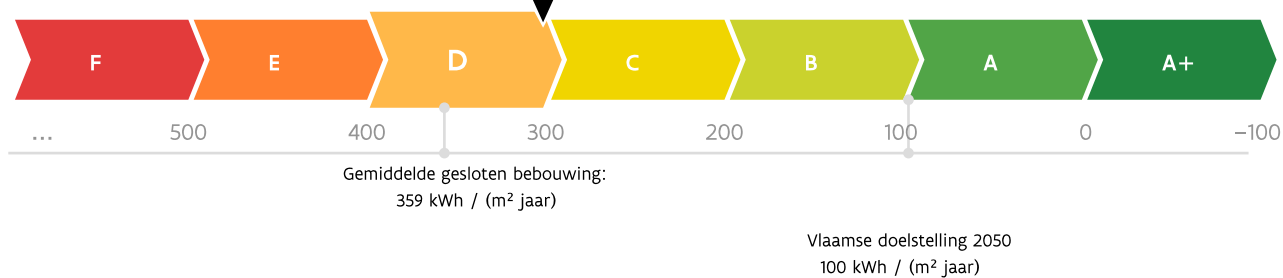 F E D C B A A+
... 500 400 300 200 100 0 –100
Gemiddelde gesloten bebouwing:
359 kWh / (m² jaar)
Vlaamse doelstelling 2050
100 kWh / (m² jaar)